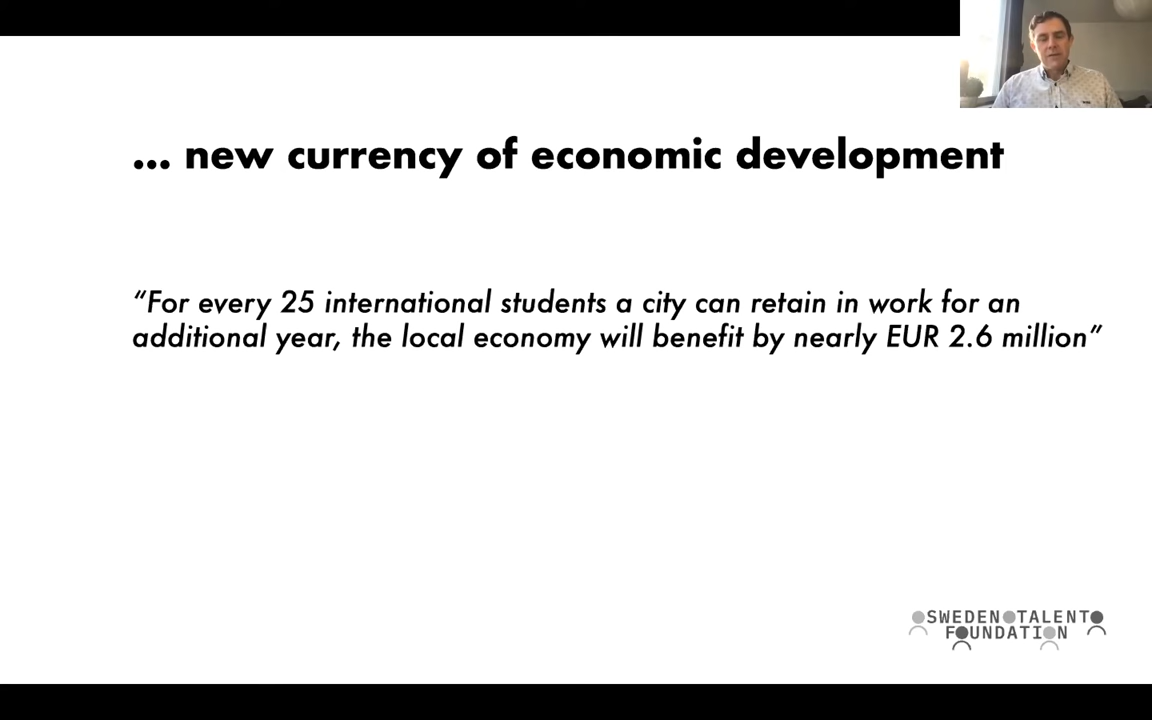 ... new currency of economic development
“For every 25 international students a city can retain in work for an
additional year, the local economy will benefit by nearly EUR 2.6 million”
SWEDEN TALENT
FOUNDATION